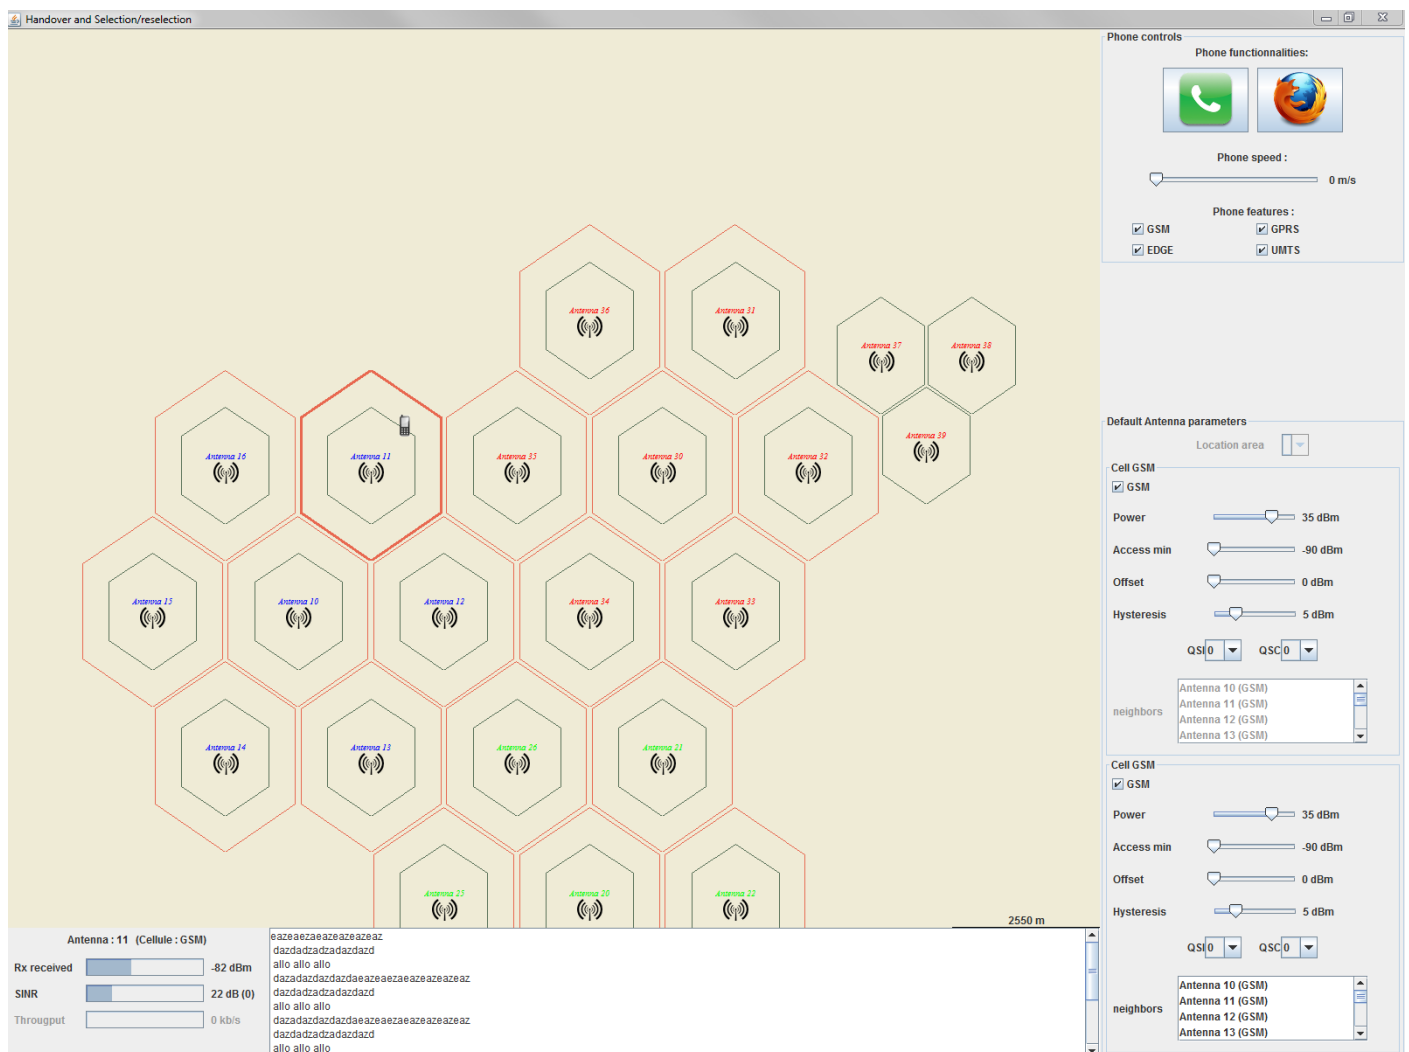 Handover and Selection/reselection
Phone controls
Phone functionnalities:
Phone speed :
0 m/s
Phone features :
GSM
GPRS
EDGE
UMTS
Antenna 36
Antenna 31
Antenna 37
Antenna 38
Antenna 39
Antenna 16
Antenna 11
Antenna 35
Antenna 30
Antenna 32
Antenna 15
Antenna 10
Antenna 12
Antenna 34
Antenna 33
Antenna 14
Antenna 13
Antenna 26
Antenna 21
Antenna 25
Antenna 20
Antenna 22
2550 m
Default Antenna parameters
Location area
Cell GSM
GSM
Power 35 dBm
Access min -90 dBm
Offset 0 dBm
Hysteresis 5 dBm
QSI 0 QSC 0
neighbors
Antenna 10 (GSM)
Antenna 11 (GSM)
Antenna 12 (GSM)
Antenna 13 (GSM)
Cell GSM
GSM
Power 35 dBm
Access min -90 dBm
Offset 0 dBm
Hysteresis 5 dBm
QSI 0 QSC 0
neighbors
Antenna 10 (GSM)
Antenna 11 (GSM)
Antenna 12 (GSM)
Antenna 13 (GSM)
Antenna : 11 (Cellule : GSM)
Rx received -82 dBm
SINR 22 dB (0)
Througput 0 kb/s
eazeaezaeazeazeazeaz
dazdadzadzadazdazd
allo allo allo
dazadazdazdazdaeazeaezaeazeazeazeaz
dazdadzadzadazdazd
allo allo allo
dazadazdazdazdaeazeaezaeazeazeazeaz
dazdadzadzadazdazd
allo allo allo